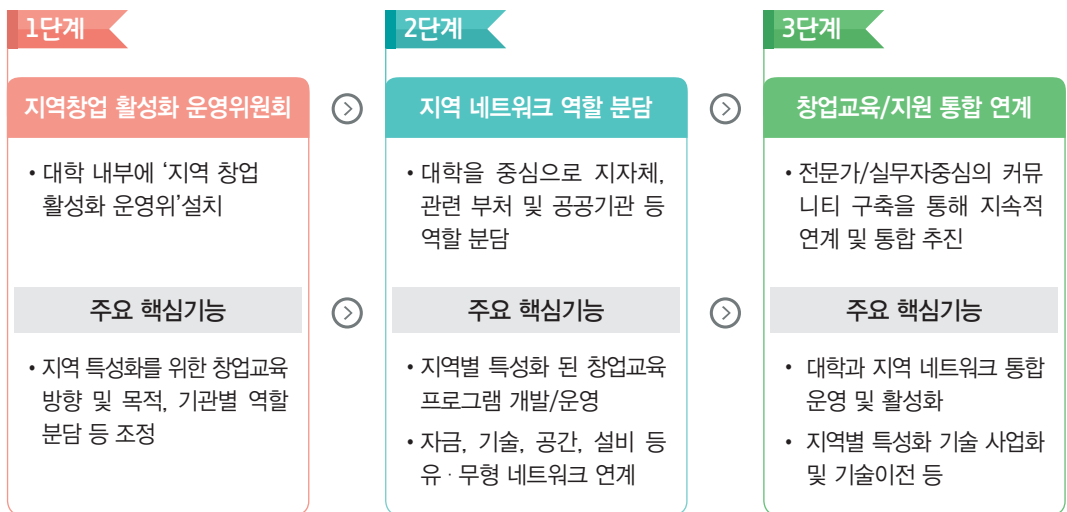 1단계
지역창업 활성화 운영위원회
• 대학 내부에 ‘지역 창업
활성화 운영위’설치
주요 핵심기능
• 지역 특성화를 위한 창업교육
방향 및 목적, 기관별 역할
분담 등 조정
2단계
지역 네트워크 역할 분담
• 대학을 중심으로 지자체,
관련 부처 및 공공기관 등
역할 분담
주요 핵심기능
• 지역별 특성화 된 창업교육
프로그램 개발/운영
• 자금, 기술, 공간, 설비 등
유 · 무형 네트워크 연계
3단계
창업교육/지원 통합 연계
• 전문가/실무자중심의 커뮤
니티 구축을 통해 지속적
연계 및 통합 추진
주요 핵심기능
• 대학과 지역 네트워크 통합
운영 및 활성화
• 지역별 특성화 기술 사업화
및 기술이전 등